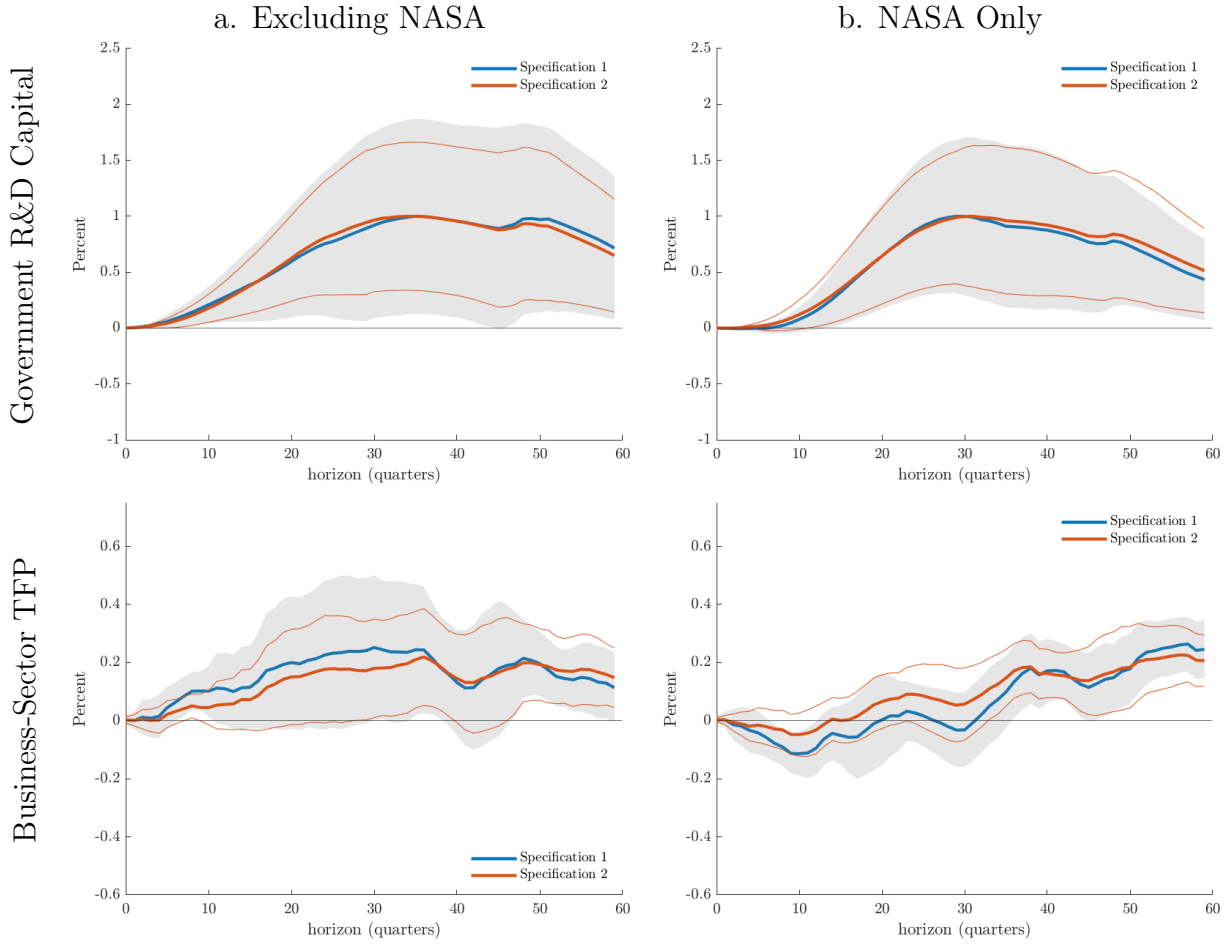 a. Excluding NASA
b. NASA Only
Government R&D Capital
Percent
2.5
2
1.5
1
0.5
0
-0.5
-1
Specification 1
Specification 2
0 10 20 30 40 50 60
horizon (quarters)
Percent
2.5
2
1.5
1
0.5
0
-0.5
-1
Specification 1
Specification 2
0 10 20 30 40 50 60
horizon (quarters)
Business-Sector TFP
Percent
0.6
0.4
0.2
0
-0.2
-0.4
-0.6
Specification 1
Specification 2
0 10 20 30 40 50 60
horizon (quarters)
Percent
0.6
0.4
0.2
0
-0.2
-0.4
-0.6
Specification 1
Specification 2
0 10 20 30 40 50 60
horizon (quarters)